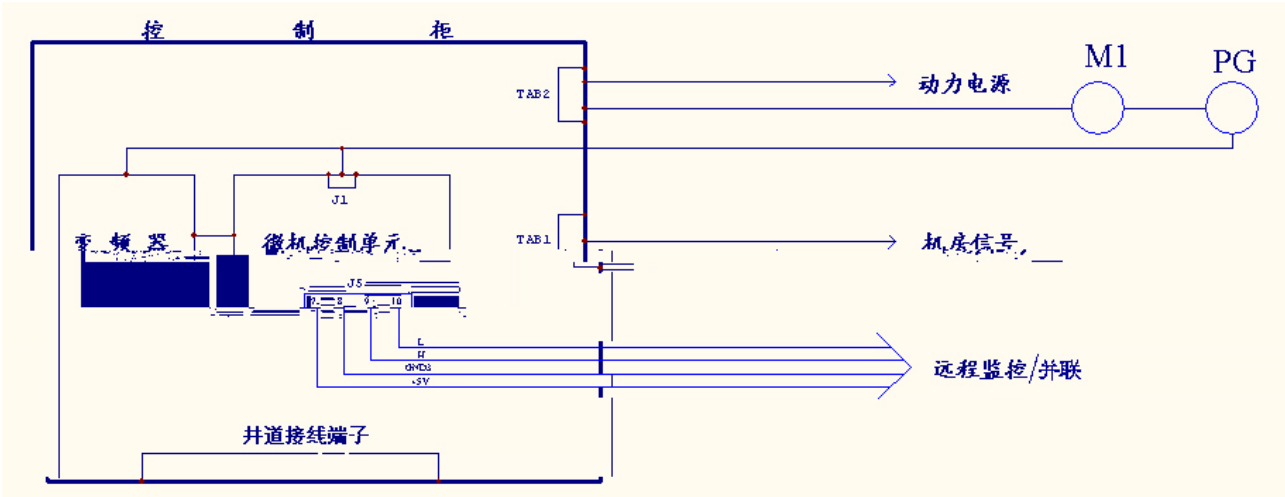 控 制 柜
M1
PG
TAB2
动力电源
J1
变 频 器
微机控制单元
TAB1
机房信号
J5
7 8 9 10
L
H
GND3
+5V
远程监控/并联
井道接线端子